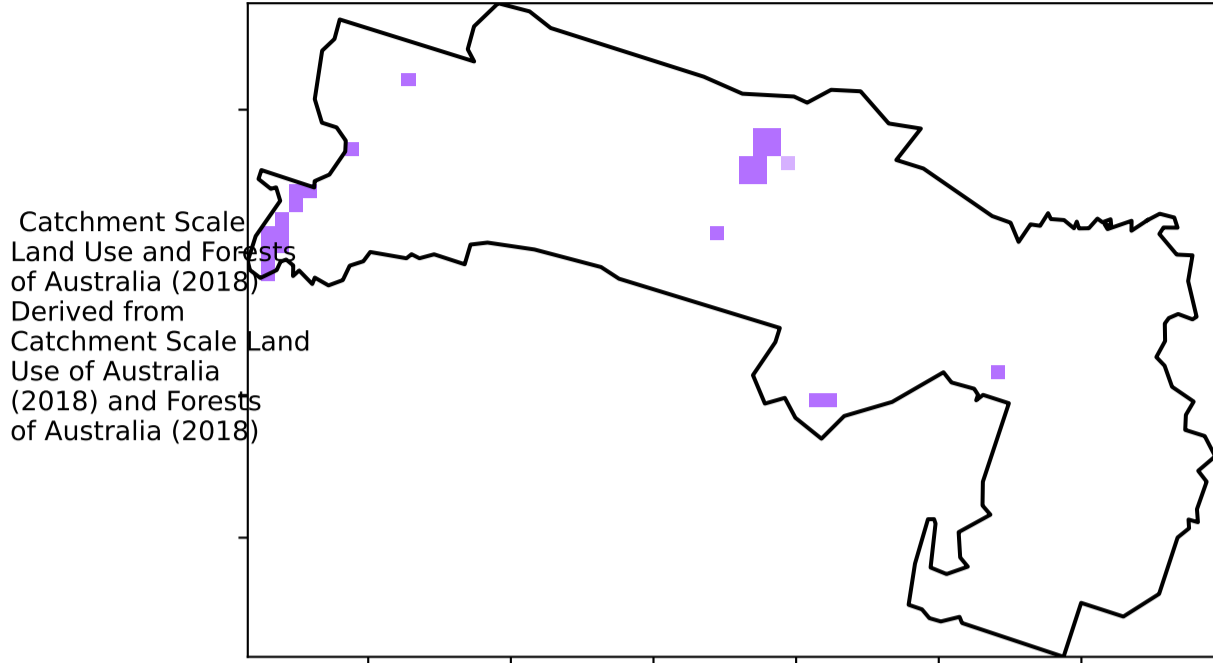 Catchment Scale
Land Use and Forests
of Australia (2018)
Derived from
Catchment Scale Land
Use of Australia
(2018) and Forests
of Australia (2018)